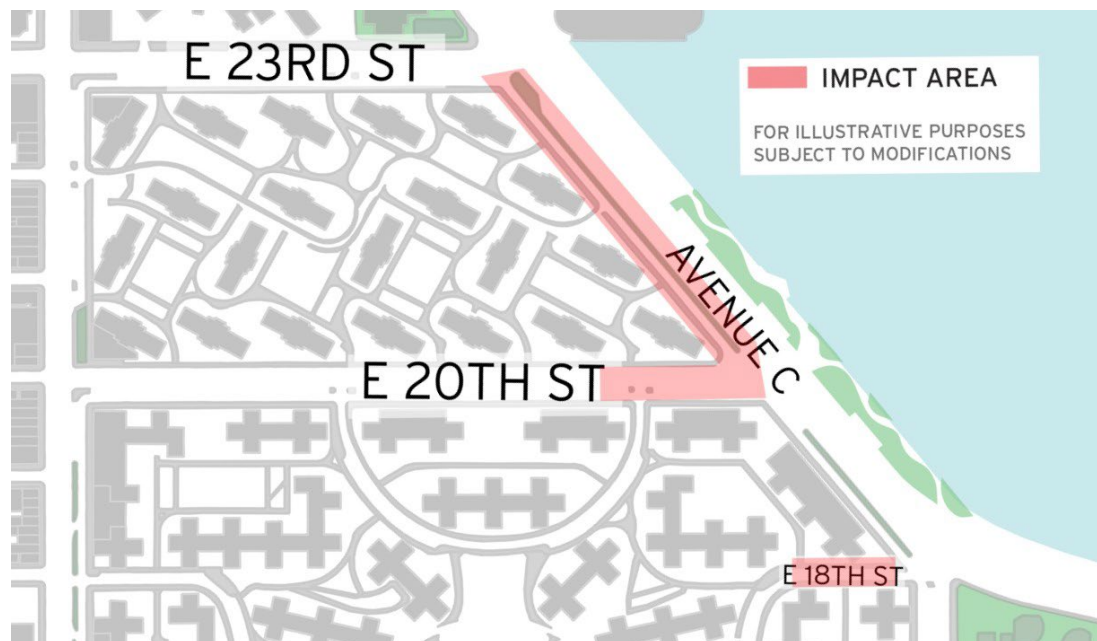 E 23RD ST
IMPACT AREA
FOR ILLUSTRATIVE PURPOSES
SUBJECT TO MODIFICATIONS
AVENUE C
E 20TH ST
E 18TH ST